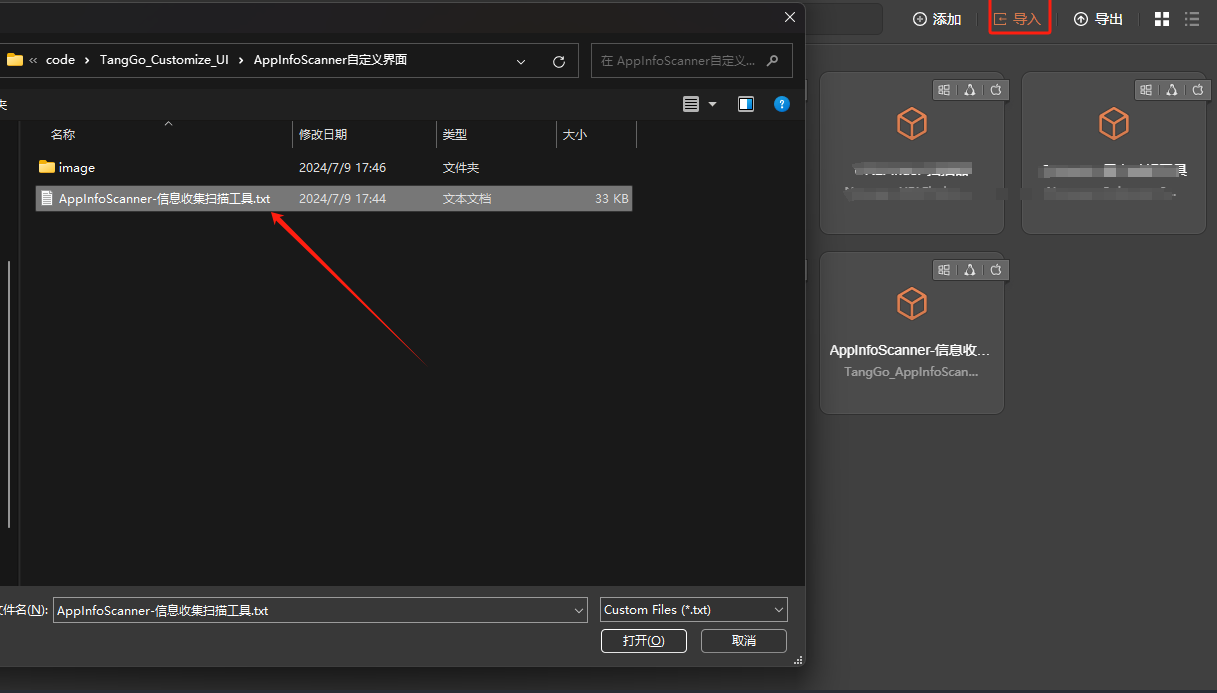 添加
导入
导出
« code › TangGo_Customize_UI › AppInfoScanner自定义界面
在 AppInfoScanner自定义...
夹
名称 修改日期 类型 大小
image 2024/7/9 17:46 文件夹
AppInfoScanner-信息收集扫描工具.txt 2024/7/9 17:44 文本文档 33 KB
AppInfoScanner-信息收...
TangGo_AppInfoScan...
文件名(N): AppInfoScanner-信息收集扫描工具.txt
Custom Files (*.txt)
打开(O)
取消